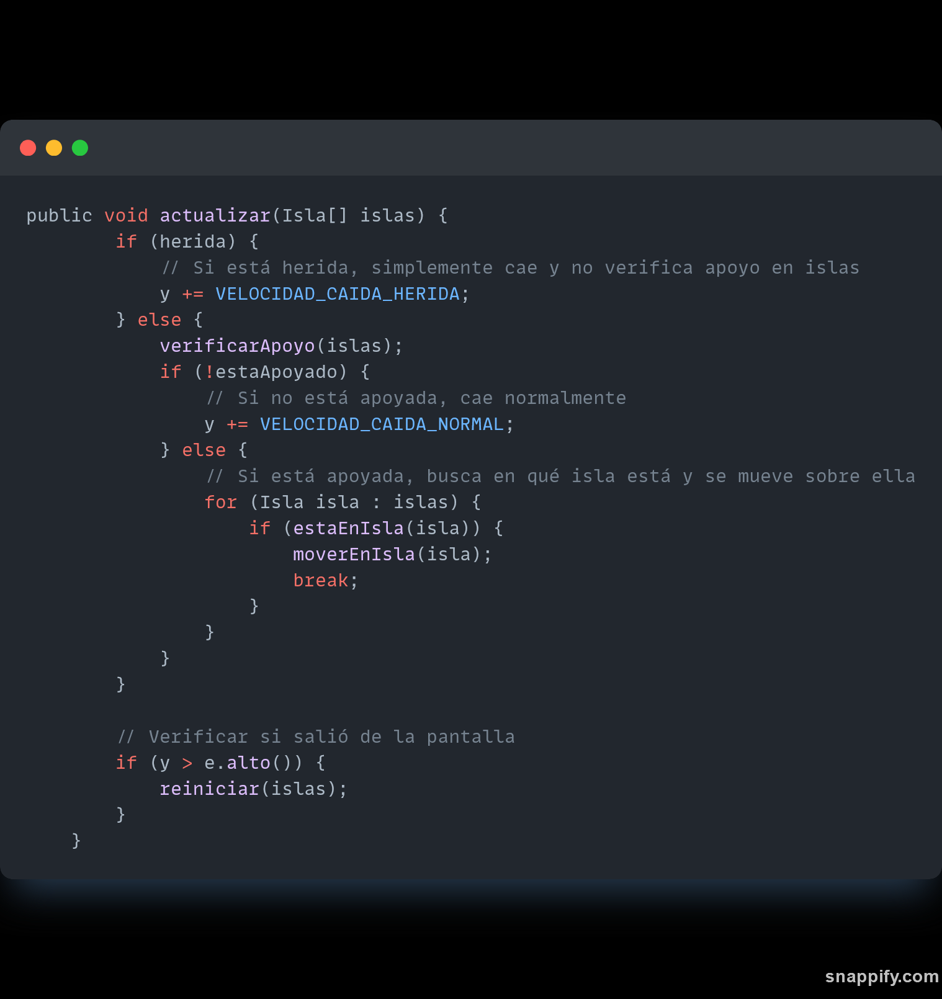 public void actualizar(Isla[] islas) {
        if (herida) {
            // Si está herida, simplemente cae y no verifica apoyo en islas
            y += VELOCIDAD_CAIDA_HERIDA;
        } else {
            verificarApoyo(islas);
            if (!estaApoyado) {
                // Si no está apoyada, cae normalmente
                y += VELOCIDAD_CAIDA_NORMAL;
            } else {
                // Si está apoyada, busca en qué isla está y se mueve sobre ella
                for (Isla isla : islas) {
                    if (estaEnIsla(isla)) {
                        moverEnIsla(isla);
                        break;
                    }
                }
            }
        }

        // Verificar si salió de la pantalla
        if (y > e.alto()) {
            reiniciar(islas);
        }
    }
snappify.com